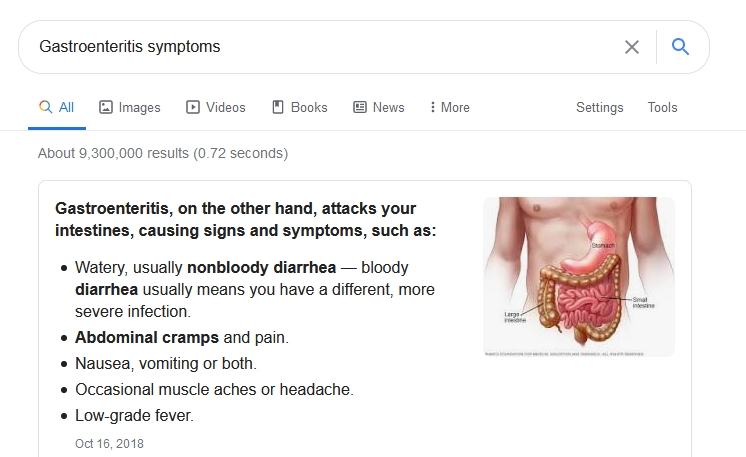 Gastroenteritis symptoms
All Images Videos Books News More Settings Tools
About 9,300,000 results (0.72 seconds)
Gastroenteritis, on the other hand, attacks your
intestines, causing signs and symptoms, such as:
• Watery, usually nonbloody diarrhea — bloody
diarrhea usually means you have a different, more
severe infection.
• Abdominal cramps and pain.
• Nausea, vomiting or both.
• Occasional muscle aches or headache.
• Low-grade fever.
Oct 16, 2018
Stomach
Small
intestine
Large
intestine